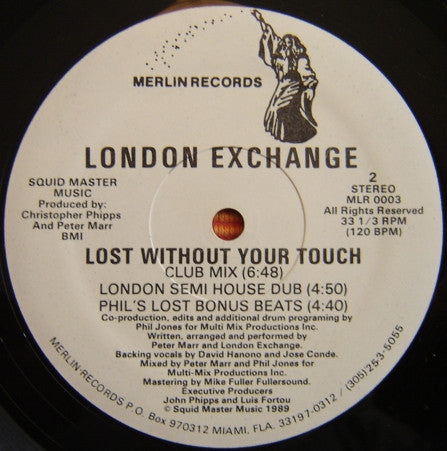 MERLIN RECORDS
LONDON EXCHANGE
SQUID MASTER
MUSIC
Produced by:
Christopher Phipps
And Peter Marr
BMI
2
STEREO
MLR 0003
All Rights Reserved
33 1/3 RPM
(120 BPM)
LOST WITHOUT YOUR TOUCH
CLUB MIX (6:48)
LONDON SEMI HOUSE DUB (4:50)
PHIL'S LOST BONUS BEATS (4:40)
Co-production, edits and additional drum programing by
Phil Jones for Multi Mix Productions Inc.
Written, arranged and performed by
Peter Marr and London Exchange.
Backing vocals by David Hanono and Jose Conde.
Mixed by Peter Marr and Phil Jones for
Multi-Mix Productions Inc.
Mastering by Mike Fuller Fullersound.
Executive Producers
John Phipps and Luis Fortou
© Squid Master Music 1989
MERLIN RECORDS P.O. Box 970312 MIAMI, FLA. 33197-0312 / (305)253-5055